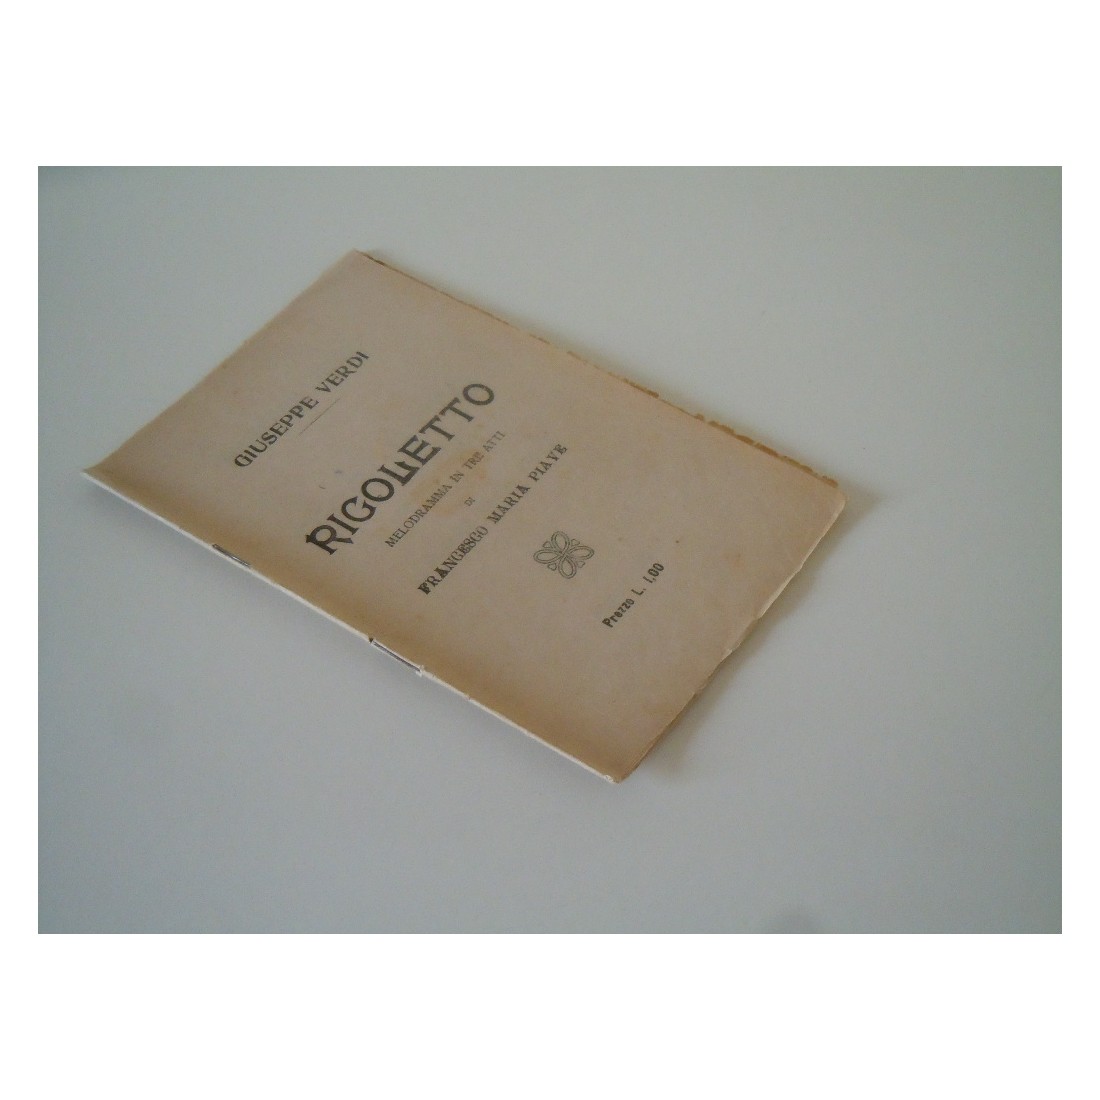 GIUSEPPE VERDI
RIGOLETTO
MELODRAMMA IN TRE ATTI
DI
FRANCESCO MARIA PIAVE
Prezzo L. 1,00